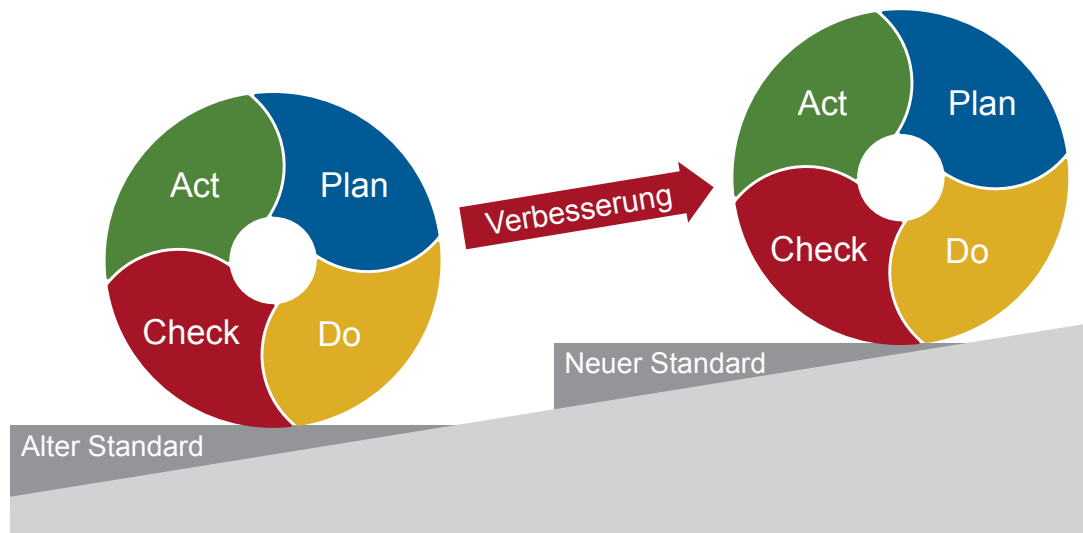 Act
Plan
Check
Do
Alter Standard
Verbesserung
Act
Plan
Check
Do
Neuer Standard